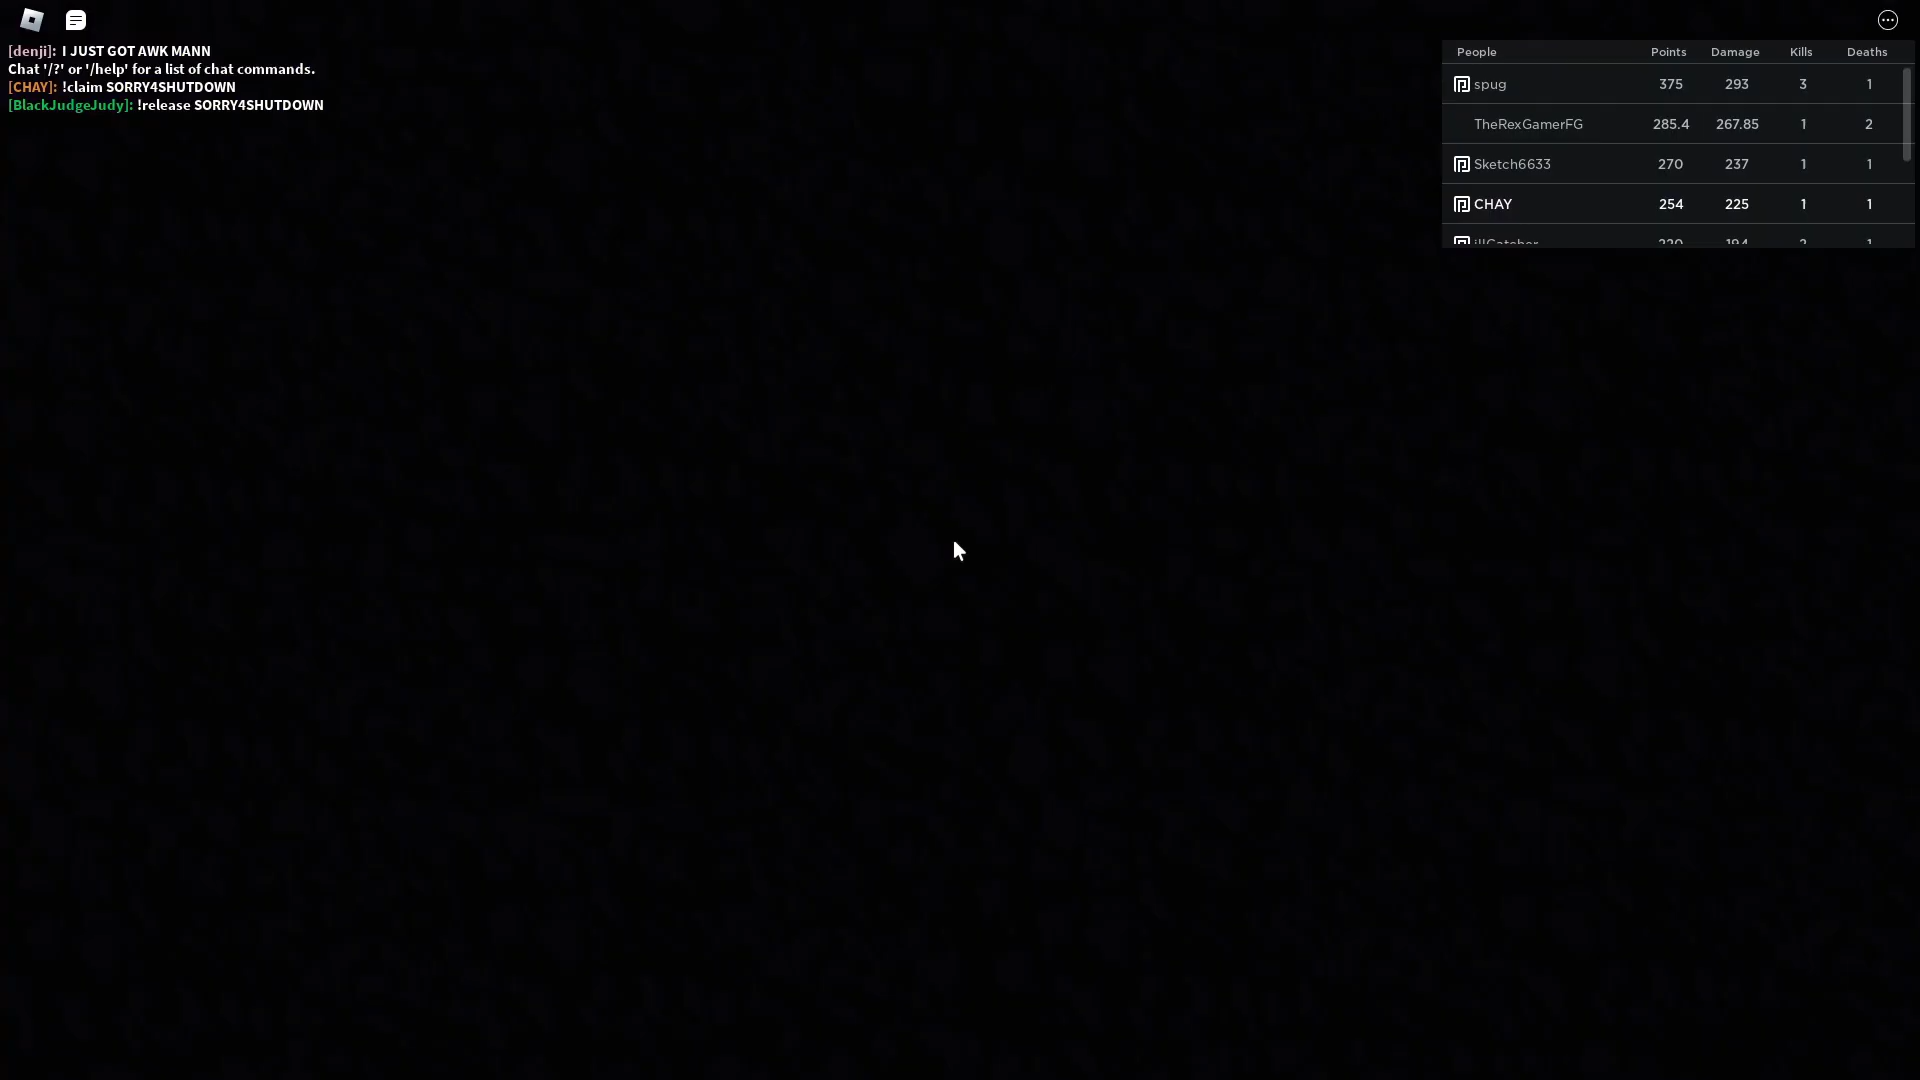 [denji]: I JUST GOT AWK MANN
Chat '/?' or '/help' for a list of chat commands.
[CHAY]: !claim SORRY4SHUTDOWN
[BlackJudgeJudy]: !release SORRY4SHUTDOWN
People Points Damage Kills Deaths
spug 375 293 3 1
TheRexGamerFG 285.4 267.85 1 2
Sketch6633 270 237 1 1
CHAY 254 225 1 1